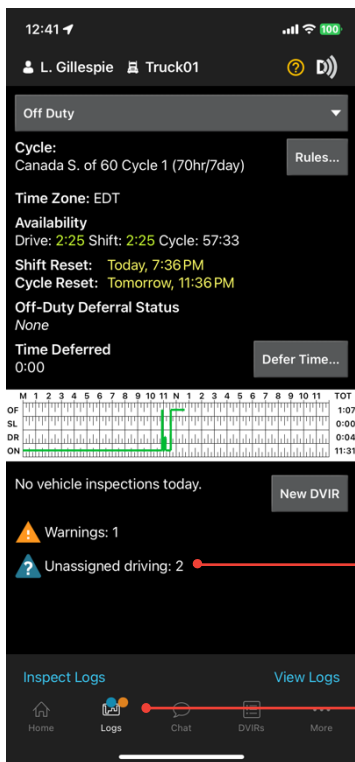 12:41 100
L. Gillespie Truck01 ? D))
Off Duty
Cycle:
Canada S. of 60 Cycle 1 (70hr/7day)
Rules...
Time Zone: EDT
Availability
Drive: 2:25 Shift: 2:25 Cycle: 57:33
Shift Reset: Today, 7:36 PM
Cycle Reset: Tomorrow, 11:36 PM
Off-Duty Deferral Status
None
Time Deferred
0:00
Defer Time...
M 1 2 3 4 5 6 7 8 9 10 11 N 1 2 3 4 5 6 7 8 9 10 11 TOT
OF 1:07
SL 0:00
DR 0:04
ON 11:31
No vehicle inspections today.
New DVIR
Warnings: 1
? Unassigned driving: 2
Inspect Logs View Logs
Home Logs Chat DVIRs More